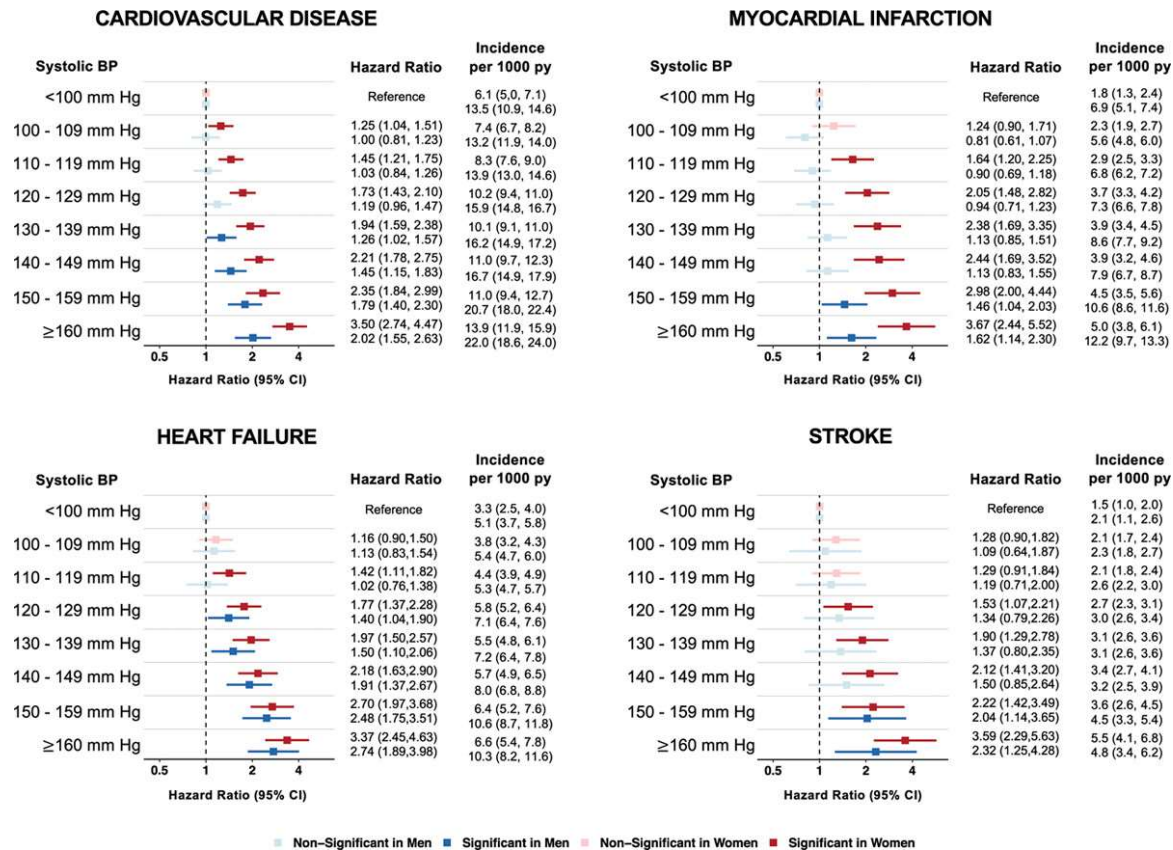 CARDIOVASCULAR DISEASE
Systolic BP Hazard Ratio Incidence per 1000 py
<100 mm Hg Reference 6.1 (5,0, 7.1)
13.5 (10.9, 14.6)
100 - 109 mm Hg 1.25 (1.04, 1.51) 7.4 (6.7, 8.2)
1.00 (0.81, 1.23) 13.2 (11.9, 14.0)
110 - 119 mm Hg 1.45 (1.21, 1.75) 8.3 (7.6, 9.0)
1.03 (0.84, 1.26) 13.9 (13.0, 14.6)
120 - 129 mm Hg 1.73 (1.43, 2.10) 10.2 (9.4, 11.0)
1.19 (0.96, 1.47) 15.9 (14.8, 16.7)
130 - 139 mm Hg 1.94 (1.59, 2.38) 10.1 (9.1, 11.0)
1.26 (1.02, 1.57) 16.2 (14.9, 17.2)
140 - 149 mm Hg 2.21 (1.78, 2.75) 11.0 (9.7, 12.3)
1.45 (1.15, 1.83) 16.7 (14.9, 17.9)
150 - 159 mm Hg 2.35 (1.84, 2.99) 11.0 (9.4, 12.7)
1.79 (1.40, 2.30) 20.7 (18.0, 22.4)
≥160 mm Hg 3.50 (2.74, 4.47) 13.9 (11.9, 15.9)
2.02 (1.55, 2.63) 22.0 (18.6, 24.0)
0.5 1 2 4
Hazard Ratio (95% CI)
MYOCARDIAL INFARCTION
Systolic BP Hazard Ratio Incidence per 1000 py
<100 mm Hg Reference 1.8 (1.3, 2.4)
6.9 (5.1, 7.4)
100 - 109 mm Hg 1.24 (0.90, 1.71) 2.3 (1.9, 2.7)
0.81 (0.61, 1.07) 5.6 (4.8, 6.0)
110 - 119 mm Hg 1.64 (1.20, 2.25) 2.9 (2.5, 3.3)
0.90 (0.69, 1.18) 6.8 (6.2, 7.2)
120 - 129 mm Hg 2.05 (1.48, 2.82) 3.7 (3.3, 4.2)
0.94 (0.71, 1.23) 7.3 (6.6, 7.8)
130 - 139 mm Hg 2.38 (1.69, 3.35) 3.9 (3.4, 4.5)
1.13 (0.85, 1.51) 8.6 (7.7, 9.2)
140 - 149 mm Hg 2.44 (1.69, 3.52) 3.9 (3.2, 4.6)
1.13 (0.83, 1.55) 7.9 (6.7, 8.7)
150 - 159 mm Hg 2.98 (2.00, 4.44) 4.5 (3.5, 5.6)
1.46 (1.04, 2.03) 10.6 (8.6, 11.6)
≥160 mm Hg 3.67 (2.44, 5.52) 5.0 (3.8, 6.1)
1.62 (1.14, 2.30) 12.2 (9.7, 13.3)
0.5 1 2 4
Hazard Ratio (95% CI)
HEART FAILURE
Systolic BP Hazard Ratio Incidence per 1000 py
<100 mm Hg Reference 3.3 (2.5, 4.0)
5.1 (3.7, 5.8)
100 - 109 mm Hg 1.16 (0.90,1.50) 3.8 (3.2, 4.3)
1.13 (0.83,1.54) 5.4 (4.7, 6.0)
110 - 119 mm Hg 1.42 (1.11,1.82) 4.4 (3.9, 4.9)
1.02 (0.76,1.38) 5.3 (4.7, 5.7)
120 - 129 mm Hg 1.77 (1.37,2.28) 5.8 (5.2, 6.4)
1.40 (1.04,1.90) 7.1 (6.4, 7.6)
130 - 139 mm Hg 1.97 (1.50,2.57) 5.5 (4.8, 6.1)
1.50 (1.10,2.06) 7.2 (6.4, 7.8)
140 - 149 mm Hg 2.18 (1.63,2.90) 5.7 (4.9, 6.5)
1.91 (1.37,2.67) 8.0 (6.8, 8.8)
150 - 159 mm Hg 2.70 (1.97,3.68) 6.4 (5.2, 7.6)
2.48 (1.75,3.51) 10.6 (8.7, 11.8)
≥160 mm Hg 3.37 (2.45,4.63) 6.6 (5.4, 7.8)
2.74 (1.89,3.98) 10.3 (8.2, 11.6)
0.5 1 2 4
Hazard Ratio (95% CI)
STROKE
Systolic BP Hazard Ratio Incidence per 1000 py
<100 mm Hg Reference 1.5 (1.0, 2.0)
2.1 (1.1, 2.6)
100 - 109 mm Hg 1.28 (0.90,1.82) 2.1 (1.7, 2.4)
1.09 (0.64,1.87) 2.3 (1.8, 2.7)
110 - 119 mm Hg 1.29 (0.91,1.84) 2.1 (1.8, 2.4)
1.19 (0.71,2.00) 2.6 (2.2, 3.0)
120 - 129 mm Hg 1.53 (1.07,2.21) 2.7 (2.3, 3.1)
1.34 (0.79,2.26) 3.0 (2.6, 3.4)
130 - 139 mm Hg 1.90 (1.29,2.78) 3.1 (2.6, 3.6)
1.37 (0.80,2.35) 3.1 (2.6, 3.6)
140 - 149 mm Hg 2.12 (1.41,3.20) 3.4 (2.7, 4.1)
1.50 (0.85,2.64) 3.2 (2.5, 3.9)
150 - 159 mm Hg 2.22 (1.42,3.49) 3.6 (2.6, 4.5)
2.04 (1.14,3.65) 4.5 (3.3, 5.4)
≥160 mm Hg 3.59 (2.29,5.63) 5.5 (4.1, 6.8)
2.32 (1.25,4.28) 4.8 (3.4, 6.2)
0.5 1 2 4
Hazard Ratio (95% CI)
Non–Significant in Men Significant in Men Non–Significant in Women Significant in Women